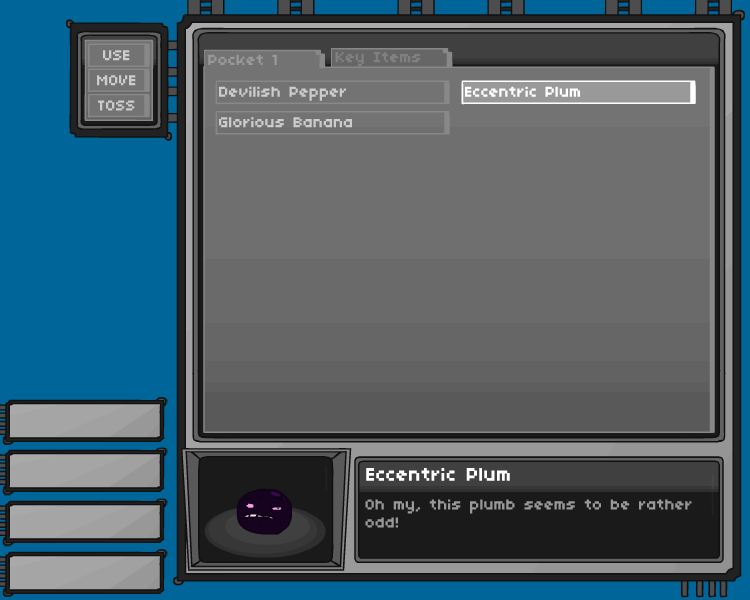 USE
MOVE
TOSS
Pocket 1
Key Items
Devilish Pepper
Eccentric Plum
Glorious Banana
Eccentric Plum
Oh my, this plumb seems to be rather
odd!